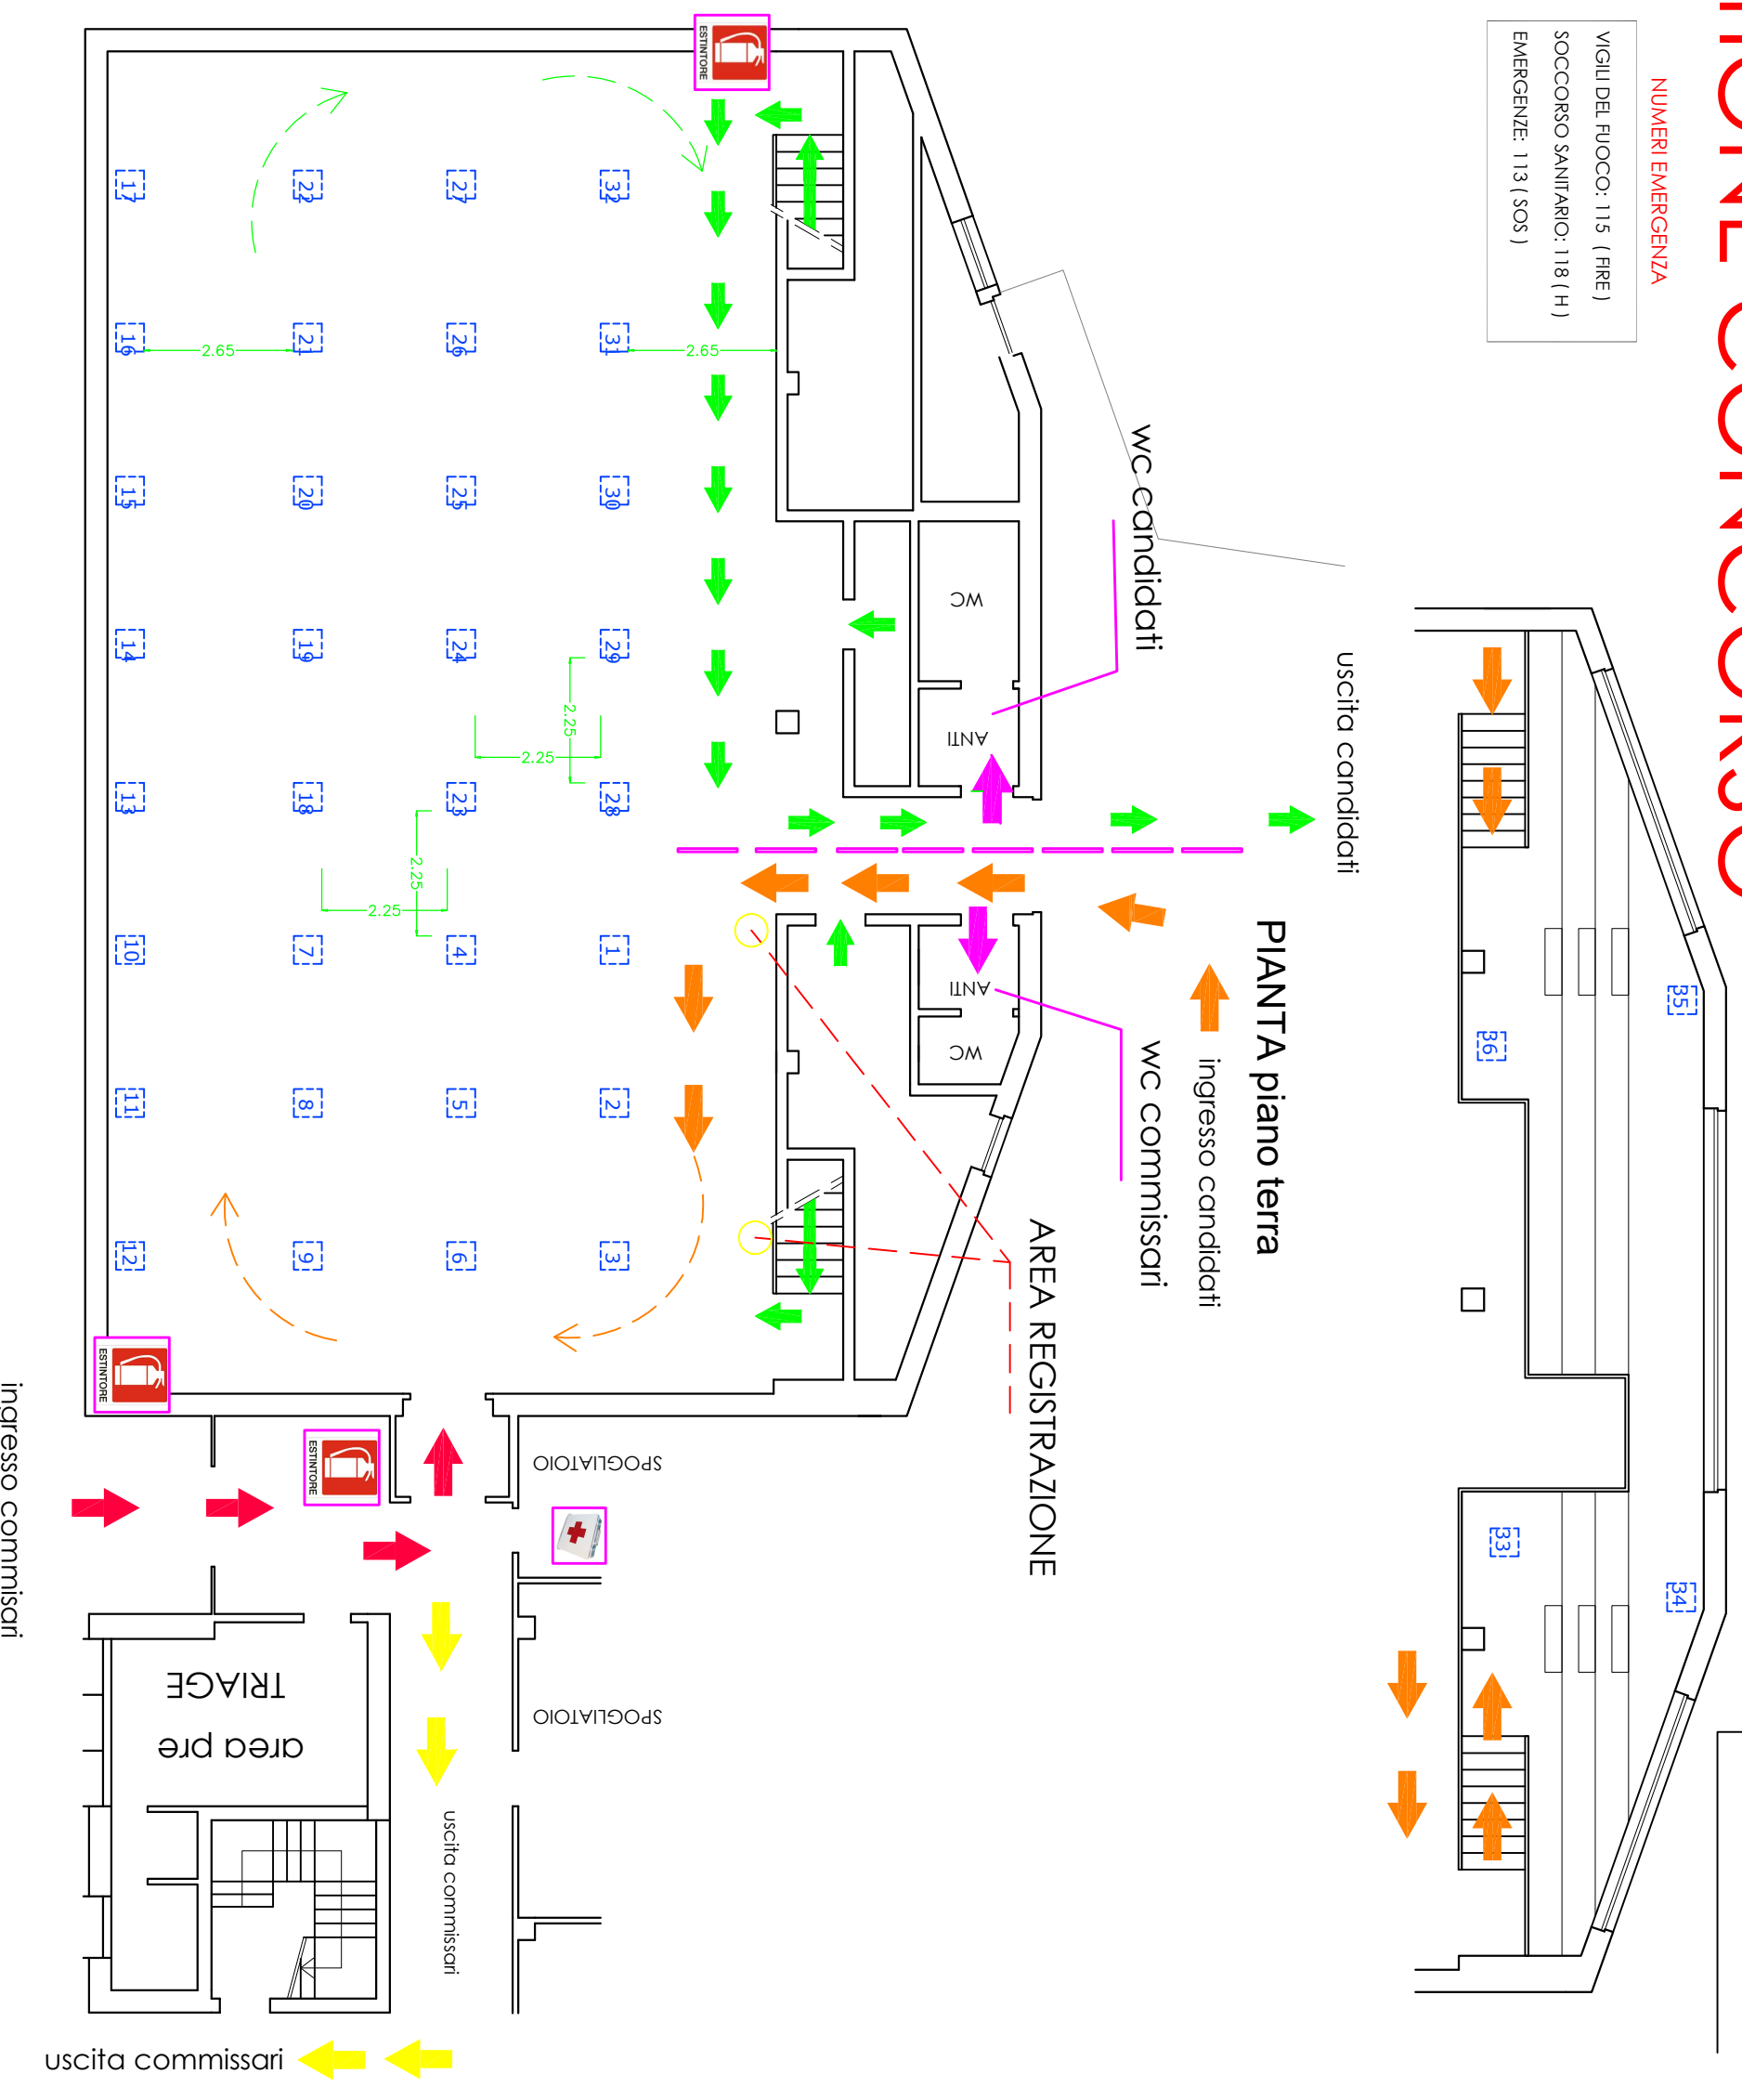 CONCORSO
NUMERI EMERGENZA
VIGILI DEL FUOCO: 115 ( FIRE )
SOCCORSO SANITARIO: 118 ( H )
EMERGENZE: 113 ( SOS )
35
36
33
34
uscita candidati
PIANTA piano terra
ingresso candidati
wc candidati
wc commissari
AREA REGISTRAZIONE
WC
ANTI
ANTI
WC
ESTINTORE
32
31
30
29
28
1
2
3
27
26
25
24
23
4
5
6
22
21
20
19
18
7
8
9
17
16
15
14
13
10
11
12
2.65
2.65
2.25
2.25
2.25
2.25
ESTINTORE
ESTINTORE
SPOGLIATOIO
SPOGLIATOIO
area pre
TRIAGE
uscita commissari
ingresso commisari
uscita commissari